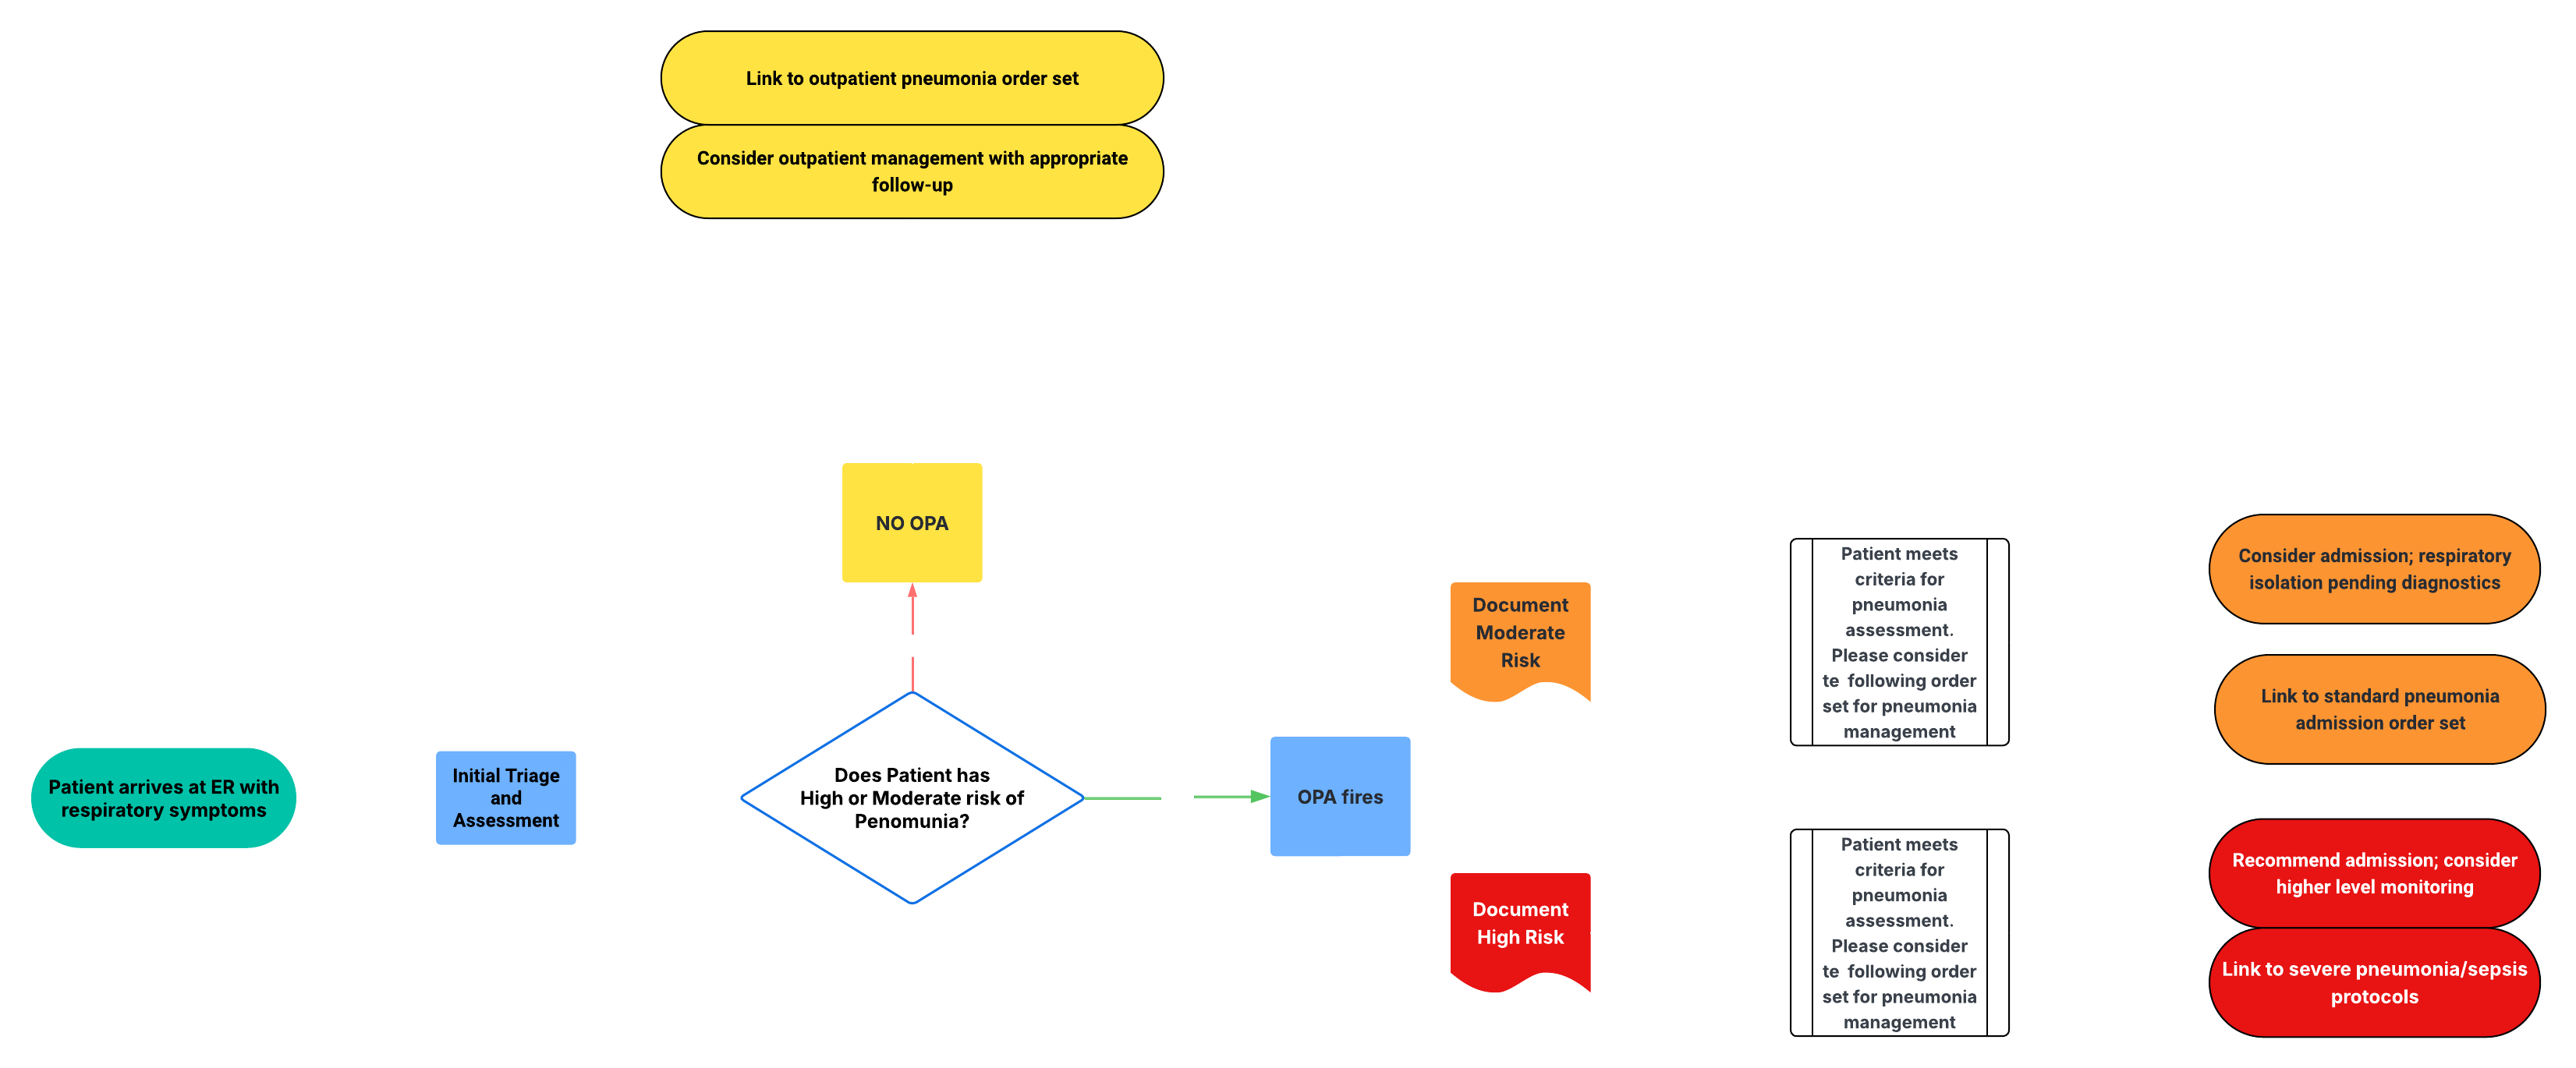 Link to outpatient pneumonia order set
Consider outpatient management with appropriate
follow-up
NO OPA
Patient arrives at ER with
respiratory symptoms
Initial Triage
and
Assessment
Does Patient has
High or Moderate risk of
Penomunia?
OPA fires
Document
Moderate
Risk
Patient meets
criteria for
pneumonia
assessment.
Please consider
te following order
set for pneumonia
management
Consider admission; respiratory
isolation pending diagnostics
Link to standard pneumonia
admission order set
Document
High Risk
Patient meets
criteria for
pneumonia
assessment.
Please consider
te following order
set for pneumonia
management
Recommend admission; consider
higher level monitoring
Link to severe pneumonia/sepsis
protocols